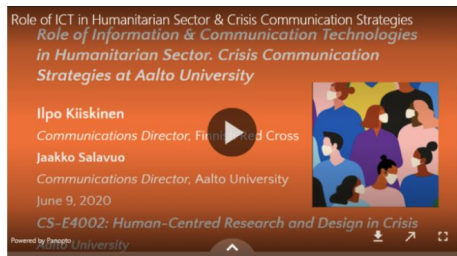 Role of ICT in Humanitarian Sector & Crisis Communication Strategies
Role of Information & Communication Technologies
in Humanitarian Sector. Crisis Communication
Strategies at Aalto University
Ilpo Kiiskinen
Communications Director, Finnish Red Cross
Jaakko Salavuo
Communications Director, Aalto University
June 9, 2020
CS-E4002: Human-Centred Research and Design in Crisis
Aalto University
Powered by Panopto